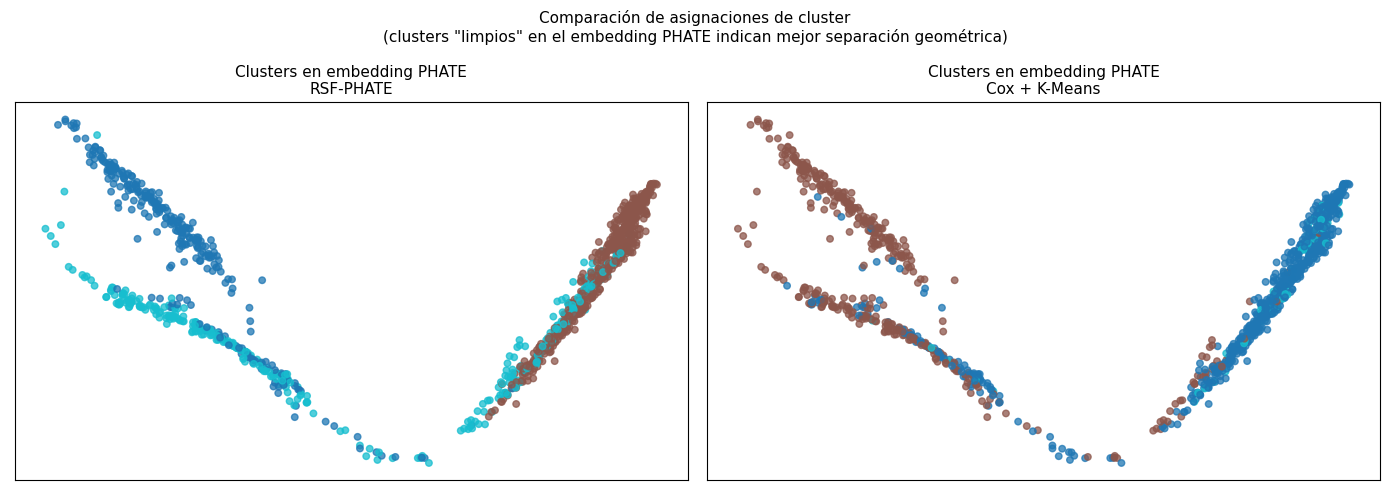 Comparación de asignaciones de cluster
(clusters "limpios" en el embedding PHATE indican mejor separación geométrica)
Clusters en embedding PHATE
RSF-PHATE
Clusters en embedding PHATE
Cox + K-Means